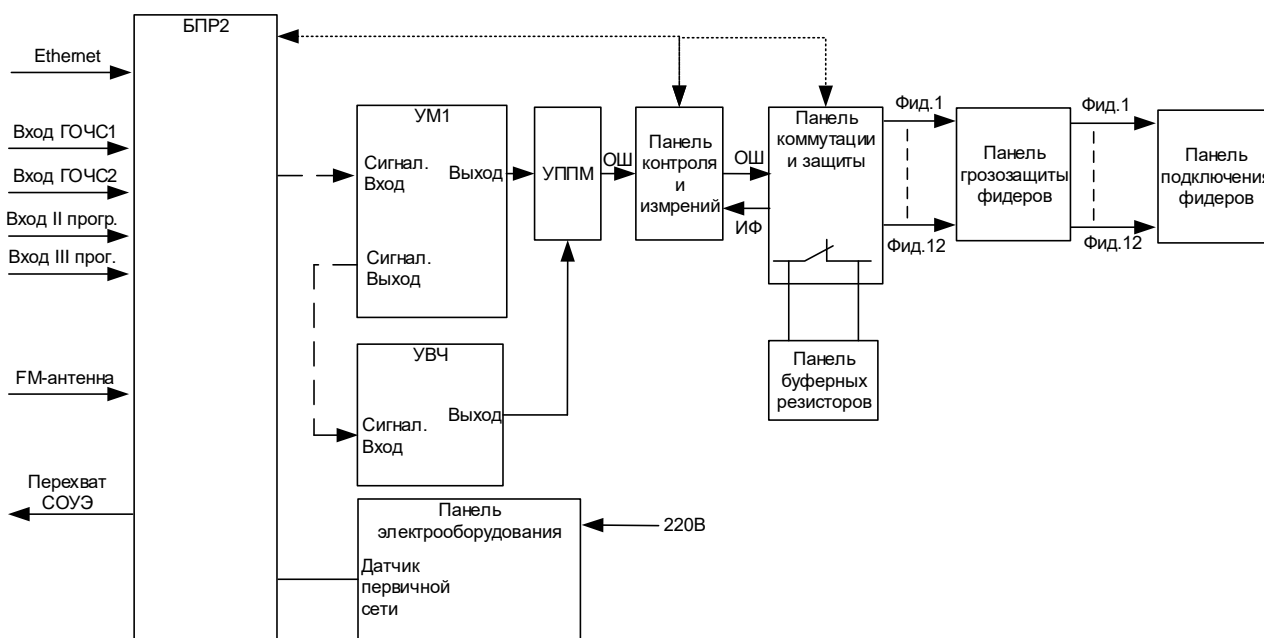 БПР2
Ethernet
Вход ГОЧС1
Вход ГОЧС2
Вход II прогр.
Вход III прог.
FM-антенна
Перехват
СОУЭ
УМ1
Сигнал.
Вход
Выход
Сигнал.
Выход
УВЧ
Выход
Сигнал.
Вход
УППМ
ОШ
Панель
контроля
и
измрений
ОШ
ИФ
Панель
коммутации
и защиты
Панель
буферных
резисторов
Фид.1
Фид.12
Панель
грозозащиты
фидеров
Фид.1
Фид.12
Панель
подключения
фидеров
Панель
электрооборудования
Датчик
первичной
сети
220В